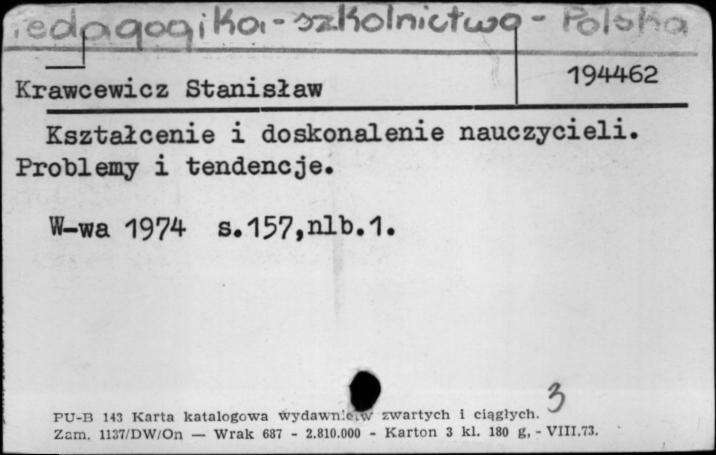 Pedagogika - szkolnictwo - Polska
Krawcewicz Stanisław
194462
Kształcenie i doskonalenie nauczycieli.
Problemy i tendencje.
W-wa 1974 s.157,nlb.1.
3
PU-B 143 Karta katalogowa wydawnictw zwartych i ciągłych.
Zam. 1137/DW/On — Wrak 687 - 2.810.000 - Karton 3 kl. 180 g, - VIII.73.